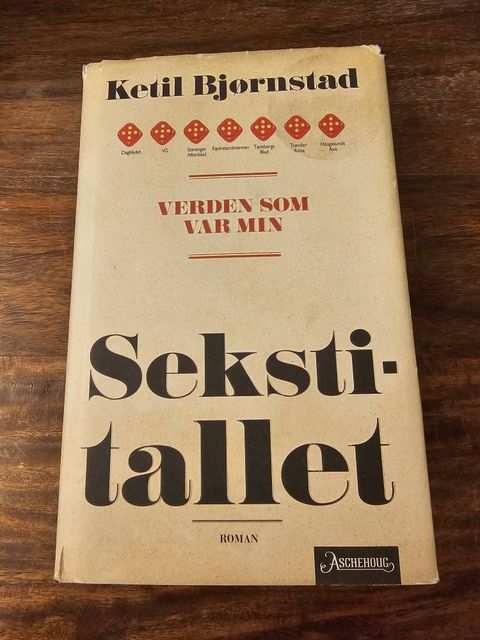 Ketil Bjørnstad
Dagbladet
VG
Stavanger
Aftenblad
Fædrelandsvennen
Tønsbergs
Blad
Trønder-
Avisa
Haugesunds
Avis
VERDEN SOM
VAR MIN
Seksti-
tallet
ROMAN
ASCHEHOUG